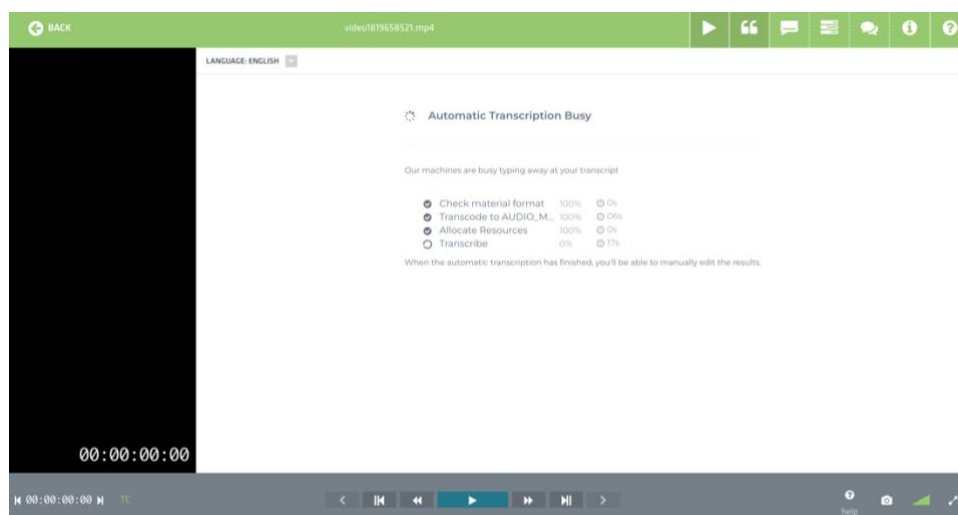 BACK
video1819658521.mp4
LANGUAGE: ENGLISH
Automatic Transcription Busy
Our machines are busy typing away at your transcript
Check material format 100% 0s
Transcode to AUDIO_M... 100% 06s
Allocate Resources 100% 0s
Transcribe 0% 17s
When the automatic transcription has finished, you'll be able to manually edit the results.
00:00:00:00
00:00:00:00 TC
help